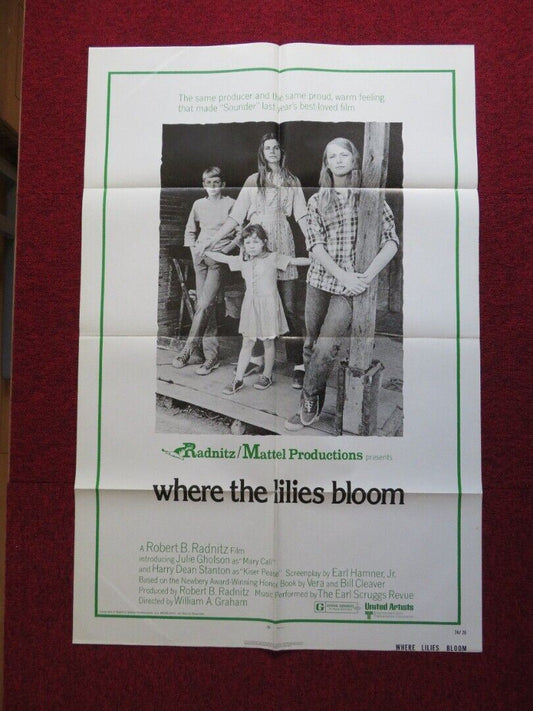 The same producer and the same proud, warm feeling
that made "Sounder" last year's best-loved film.
Radnitz/Mattel Productions presents
where the lilies bloom
A Robert B. Radnitz Film
introducing Julie Gholson as "Mary Call"
and Harry Dean Stanton as "Kiser Pease" Screenplay by Earl Hamner, Jr.
Based on the Newbery Award-Winning Honor Book by Vera and Bill Cleaver
Produced by Robert B. Radnitz Music Performed by The Earl Scruggs Revue
Directed by William A. Graham
G
United Artists
74/26
WHERE LILIES BLOOM